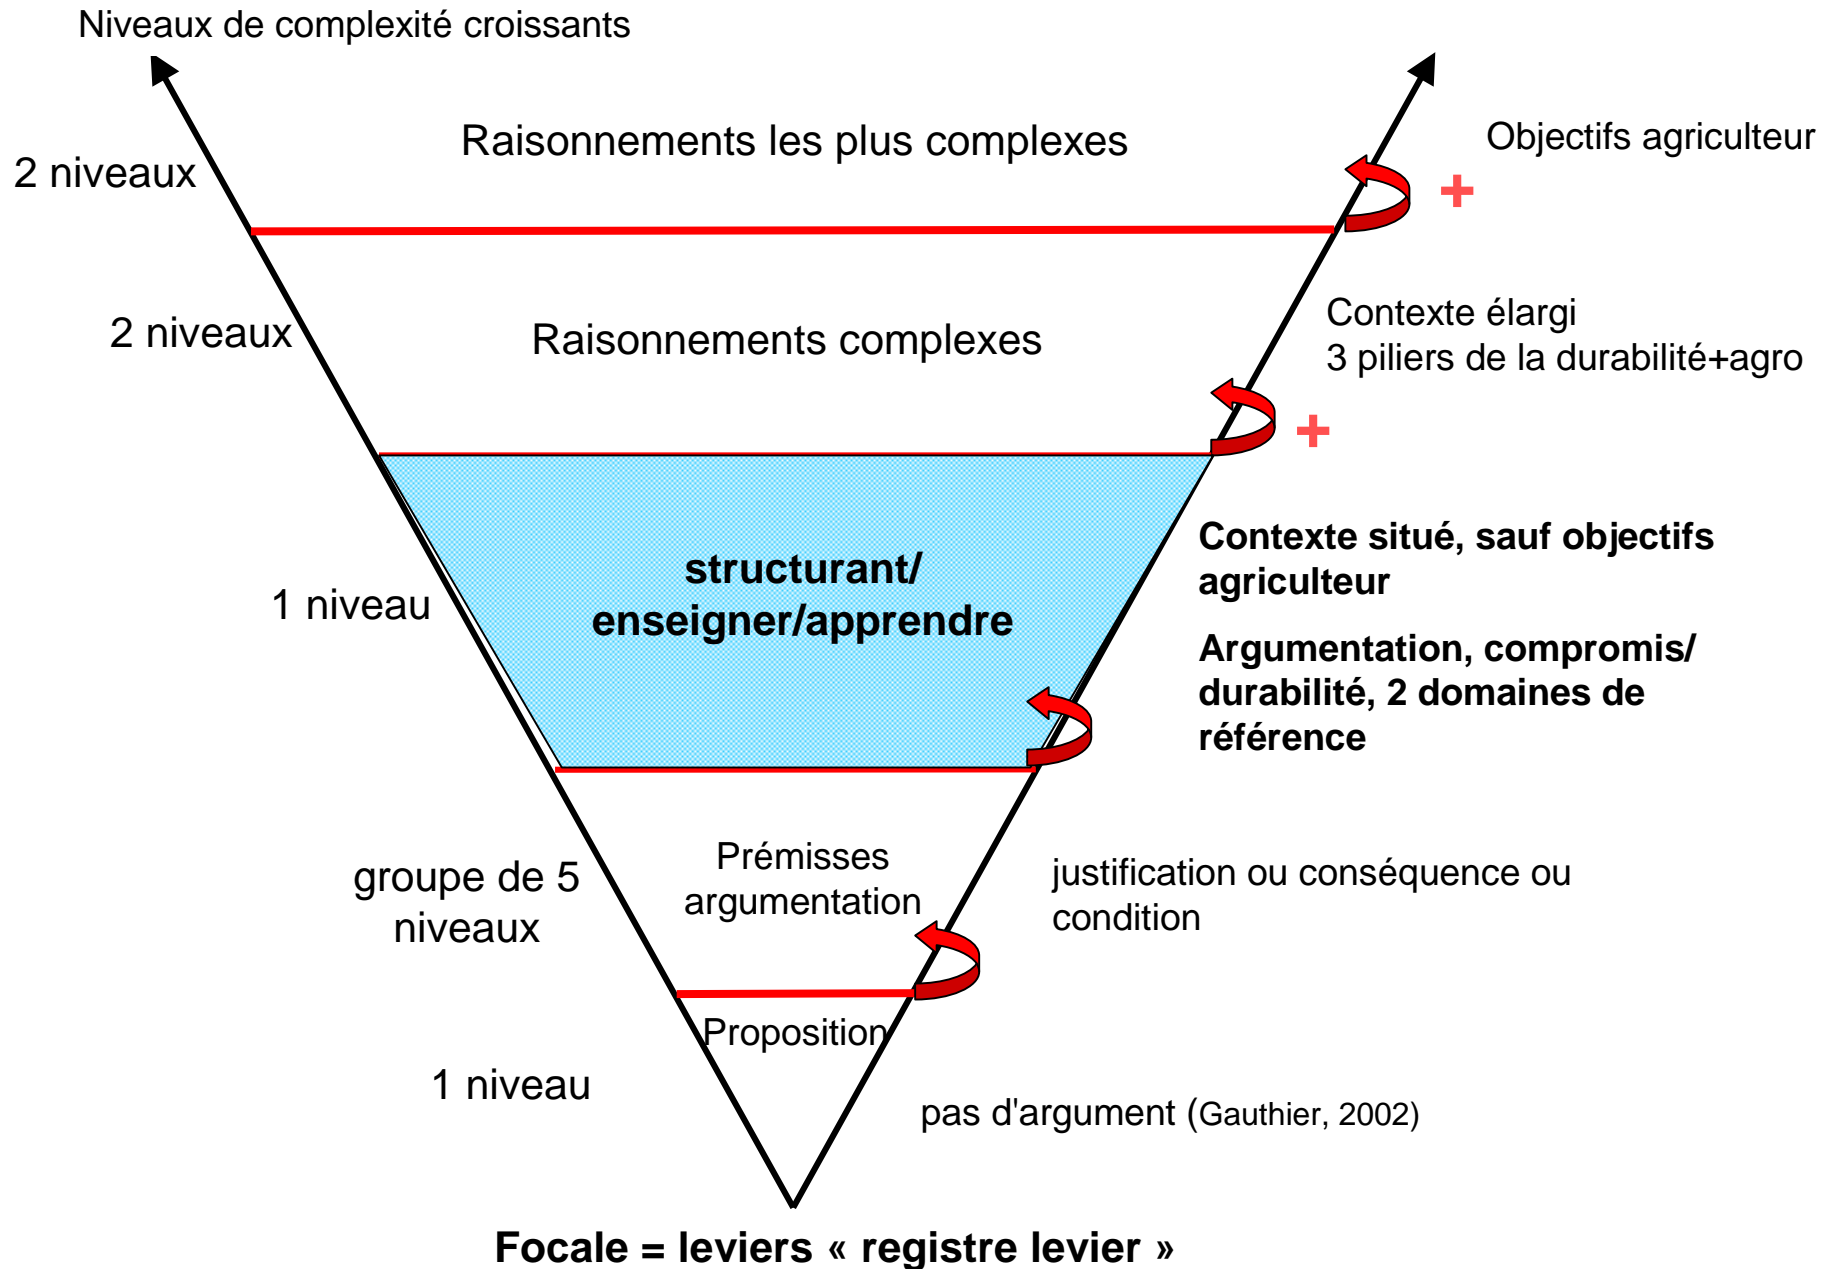 Niveaux de complexité croissants
Raisonnements les plus complexes
Objectifs agriculteur
2 niveaux
+
2 niveaux
Raisonnements complexes
Contexte élargi
3 piliers de la durabilité+agro
+
structurant/
enseigner/apprendre
1 niveau
Contexte situé, sauf objectifs
agriculteur
Argumentation, compromis/
durabilité, 2 domaines de
référence
groupe de 5
niveaux
Prémisses
argumentation
justification ou conséquence ou
condition
Proposition
1 niveau
pas d'argument (Gauthier, 2002)
Focale = leviers « registre levier »